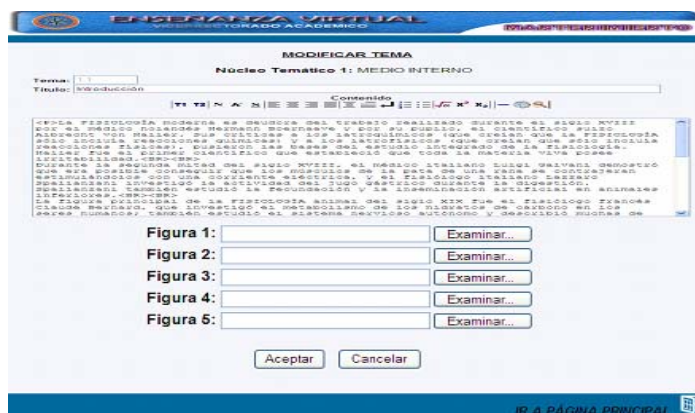 ENSEÑANZA VIRTUAL
VICERRECTORADO ACADEMICO
MANTENIMIENTO
MODIFICAR TEMA
Núcleo Temático 1: MEDIO INTERNO
Tema: 1.1
Título: Introducción
Contenido
<P>La FISIOLOGÍA moderna es deudora del trabajo realizado durante el siglo XVIII
por el médico holandés Hermann Boerhaave y por su pupilo, el científico suizo
Albrecht von Haller. Sus críticas a los iatroquímicos (que creían que la FISIOLOGÍA
sólo incluía reacciones químicas) y a los iatrofísicos (que creían que sólo incluía
reacciones físicas), pusieron las bases del estudio integrado de la fisiología.
Haller fue el primer científico que estableció que toda la materia viva posee
irritabilidad.<BR><BR>
Durante la segunda mitad del siglo XVIII, el médico italiano Luigi Galvani demostró
que era posible conseguir que los músculos de la pata de una rana se contrajeran
estimulándolos con una corriente eléctrica, y el fisiólogo italiano Lazzaro
Spallanzani investigó la actividad del jugo gástrico durante la digestión.
Spallanzani también estudió la fecundación y la inseminación artificial en animales
inferiores.<BR><BR>
La figura principal de la FISIOLOGÍA animal del siglo XIX fue el fisiólogo francés
Claude Bernard, que investigó el metabolismo de los hidratos de carbono en los
seres humanos; también estudió el sistema nervioso autónomo y describió muchas de
Figura 1: Examinar...
Figura 2: Examinar...
Figura 3: Examinar...
Figura 4: Examinar...
Figura 5: Examinar...
Aceptar Cancelar
IR A PÁGINA PRINCIPAL